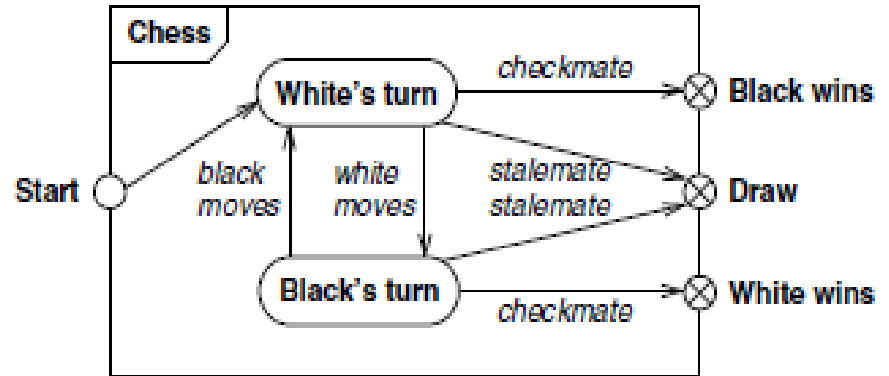 Chess
checkmate
White's turn
Black wins
black
moves
white
moves
stalemate
stalemate
Start
Draw
Black's turn
White wins
checkmate